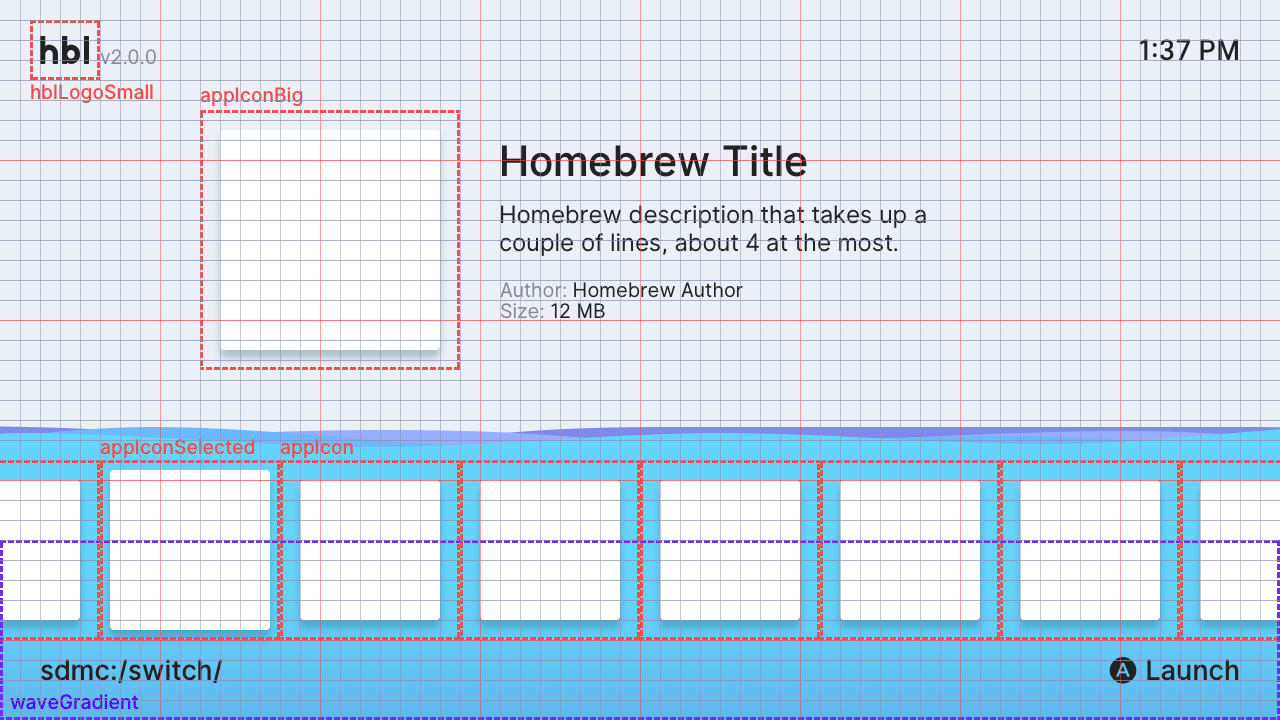 hbl v2.0.0
1:37 PM
hblLogoSmall
appIconBig
Homebrew Title
Homebrew description that takes up a
couple of lines, about 4 at the most.
Author: Homebrew Author
Size: 12 MB
appIconSelected
appIcon
sdmc:/switch/
A Launch
waveGradient